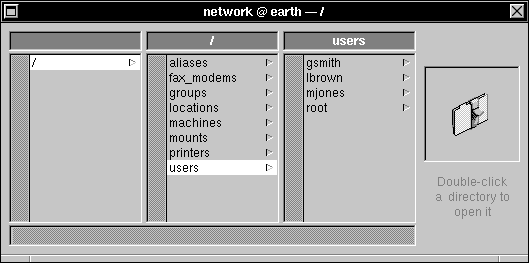 network @ earth — /
/
users
/
aliases
fax_modems
groups
locations
machines
mounts
printers
users
gsmith
lbrown
mjones
root
Double-click
a directory to
open it